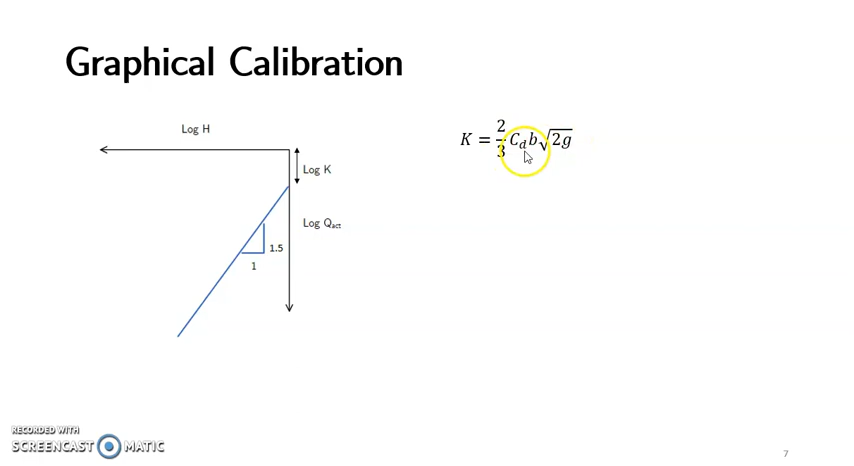 Graphical Calibration
Log H
K = 2/3 C_d b√2g
Log K
Log Q_act
1.5
1
RECORDED WITH
SCREENCAST MATIC
7